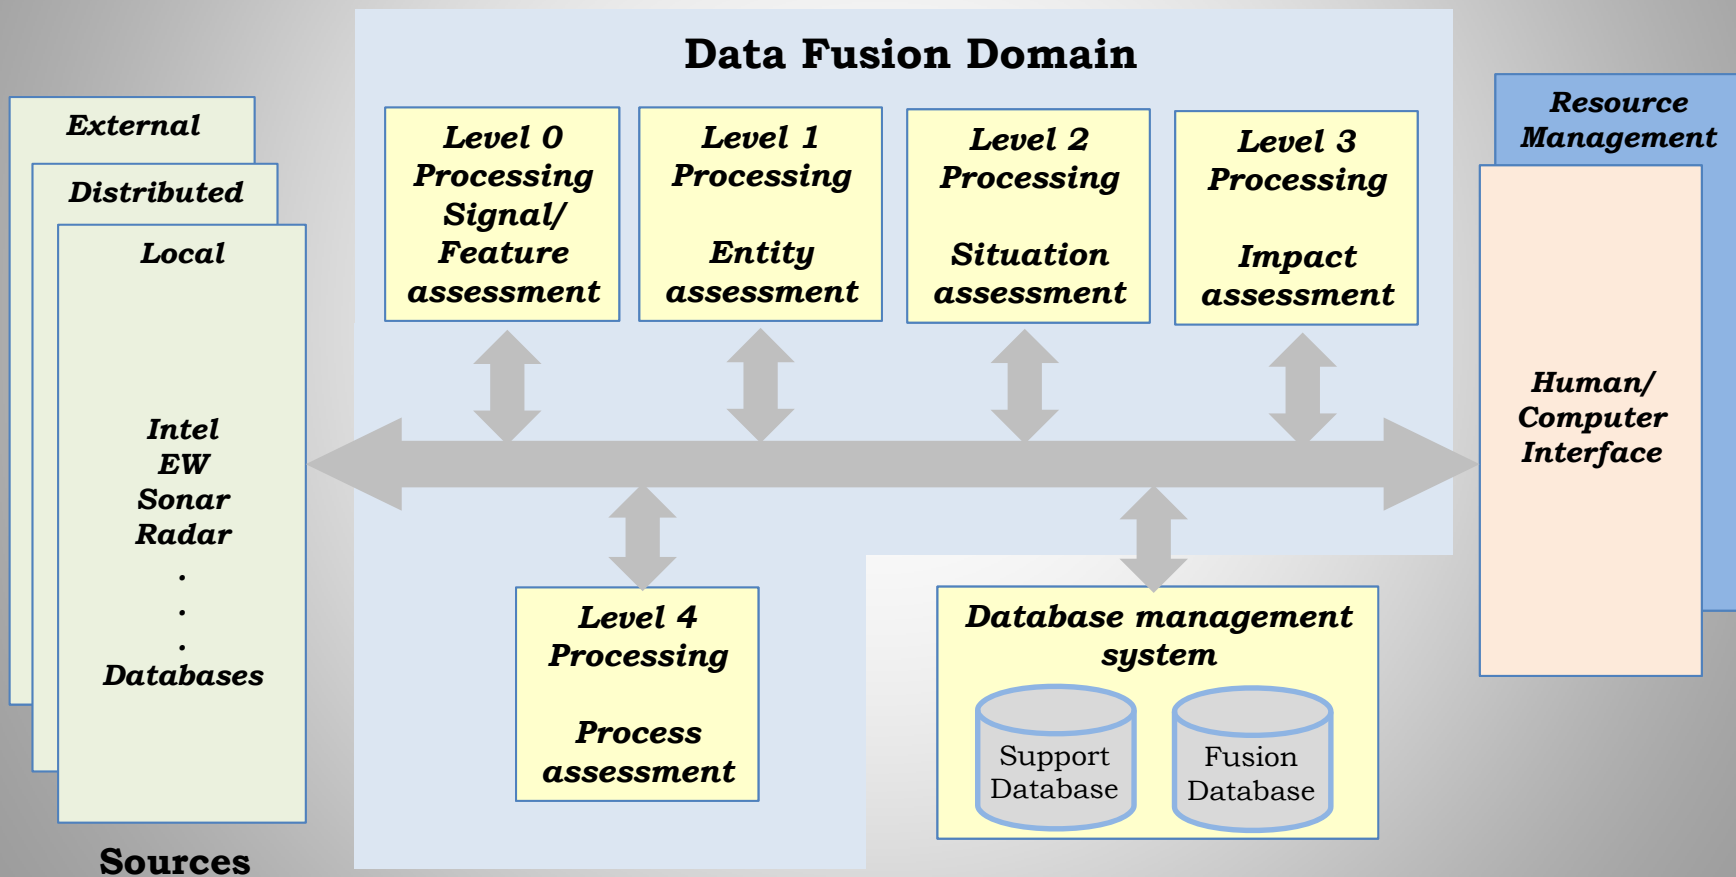 Data Fusion Domain
External
Distributed
Local
Intel
EW
Sonar
Radar
.
.
.
Databases
Sources
Level 0
Processing
Signal/
Feature
assessment
Level 1
Processing
Entity
assessment
Level 2
Processing
Situation
assessment
Level 3
Processing
Impact
assessment
Level 4
Processing
Process
assessment
Database management
system
Support
Database
Fusion
Database
Resource
Management
Human/
Computer
Interface